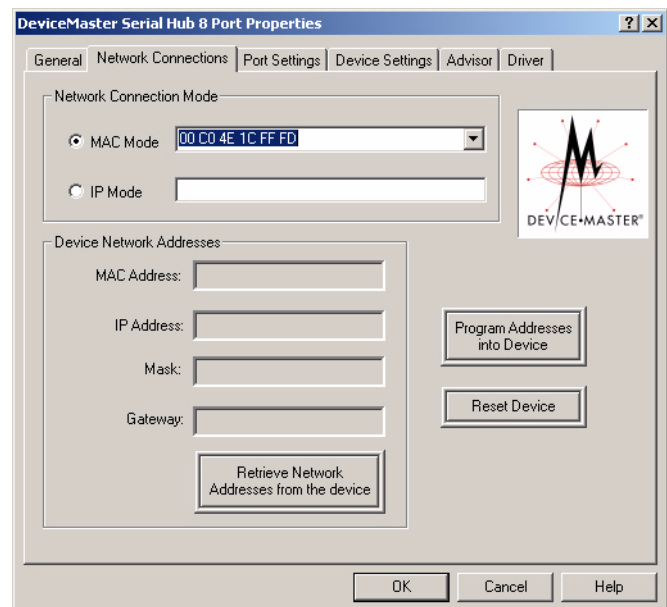 DeviceMaster Serial Hub 8 Port Properties
General Network Connections Port Settings Device Settings Advisor Driver
Network Connection Mode
MAC Mode 00 C0 4E 1C FF FD
IP Mode
DEVICE•MASTER®
Device Network Addresses
MAC Address:
IP Address:
Mask:
Gateway:
Program Addresses
into Device
Reset Device
Retrieve Network
Addresses from the device
OK Cancel Help